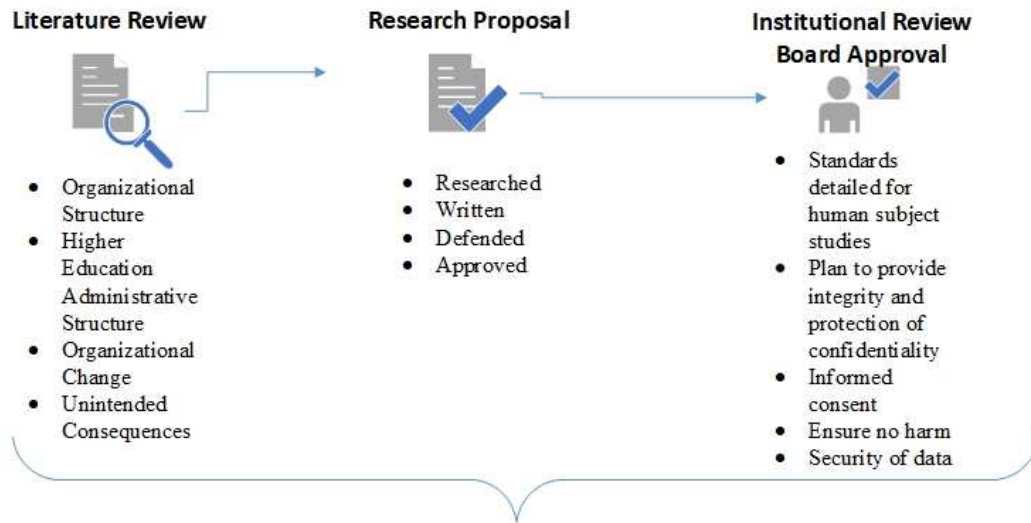 Literature Review
Organizational
Structure
Higher
Education
Administrative
Structure
Organizational
Change
Unintended
Consequences
Research Proposal
Researched
Written
Defended
Approved
Institutional Review
Board Approval
Standards
detailed for
human subject
studies
Plan to provide
integrity and
protection of
confidentiality
Informed
consent
Ensure no harm
Security of data